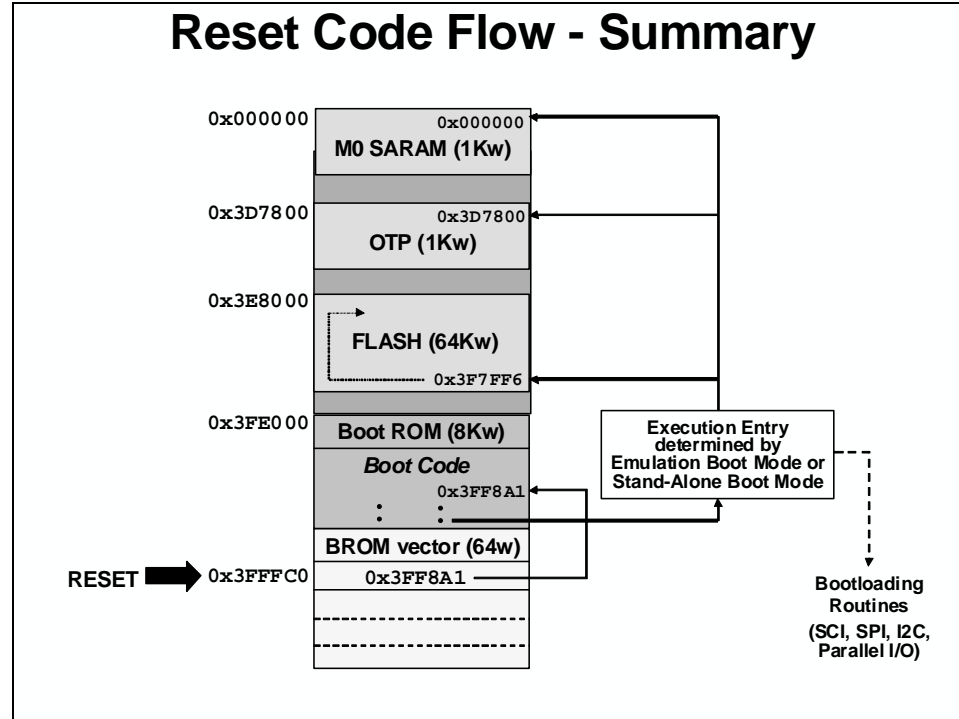 Reset Code Flow - Summary
0x000000
0x000000
M0 SARAM (1Kw)
0x3D7800
0x3D7800
OTP (1Kw)
0x3E8000
FLASH (64Kw)
0x3F7FF6
0x3FE000
Boot ROM (8Kw)
Boot Code
0x3FF8A1
BROM vector (64w)
RESET
0x3FFFC0
0x3FF8A1
Execution Entry
determined by
Emulation Boot Mode or
Stand-Alone Boot Mode
Bootloading
Routines
(SCI, SPI, I2C,
Parallel I/O)